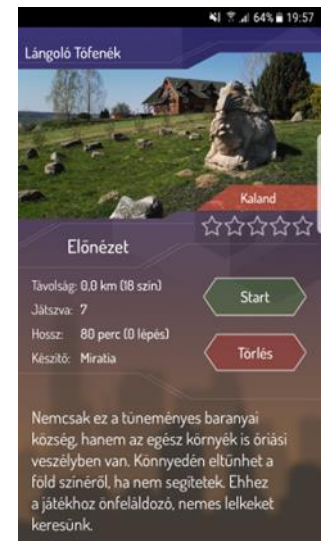 64% 19:57
Lángoló Tófenék
Kaland
Előnézet
Távolság: 0,0 km (18 szín)
Játszva: 7
Hossz: 80 perc (0 lépés)
Készítő: Miratia
Start
Törlés
Nemcsak ez a tüneményes baranyai
község, hanem az egész környék is óriási
veszélyben van. Könnyedén eltűnhet a
föld színéről, ha nem segítetek. Ehhez
a játékhoz önfeláldozó, nemes lelkeket
keresünk.